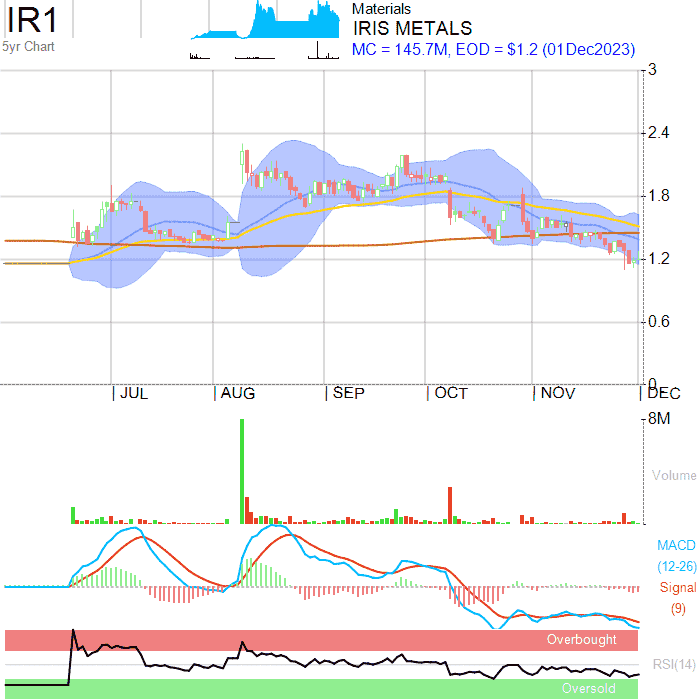 IR1
5yr Chart
Materials
IRIS METALS
MC = 145.7M, EOD = $1.2 (01Dec2023)
3
2.4
1.8
1.2
0.6
0
JUL AUG SEP OCT NOV DEC
8M
Volume
MACD
(12-26)
Signal
(9)
Overbought
RSI(14)
Oversold